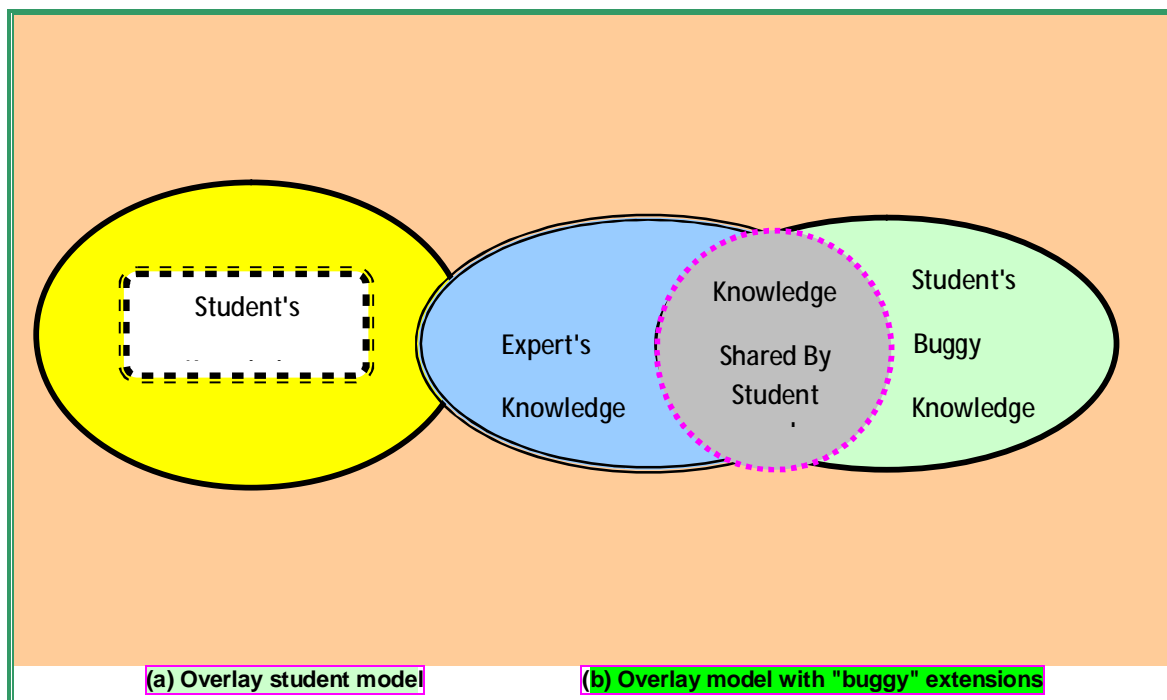 Student's
Expert's
Knowledge
Knowledge
Shared By
Student
Student's
Buggy
Knowledge
(a) Overlay student model
(b) Overlay model with "buggy" extensions